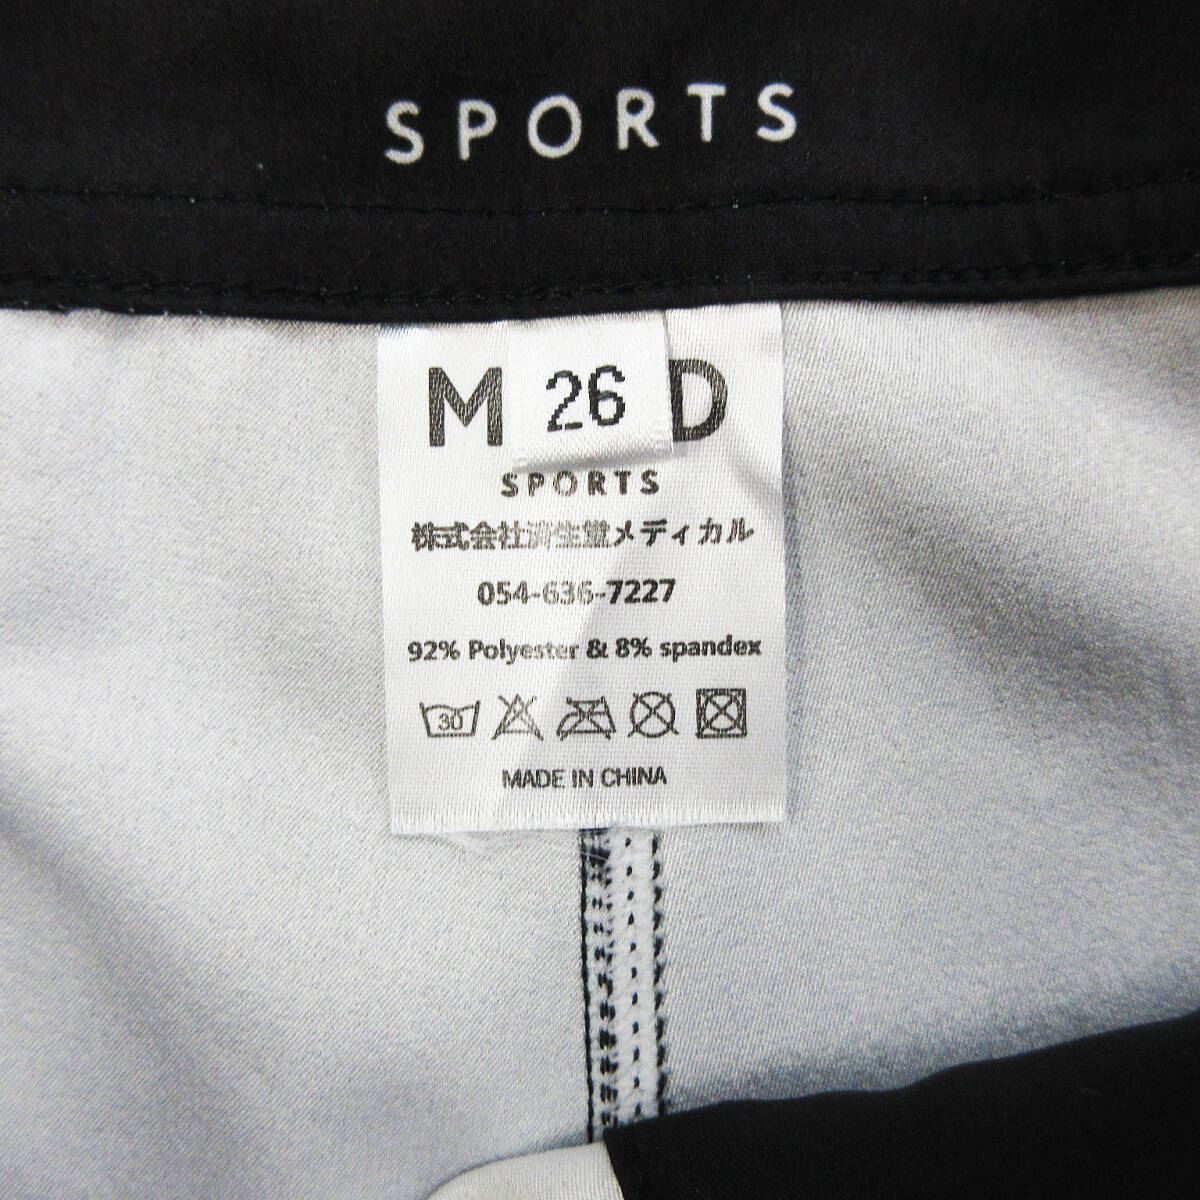 SPORTS
M 26 D
SPORTS
株式会社済生堂メディカル
054-636-7227
92% Polyester & 8% spandex
30
MADE IN CHINA